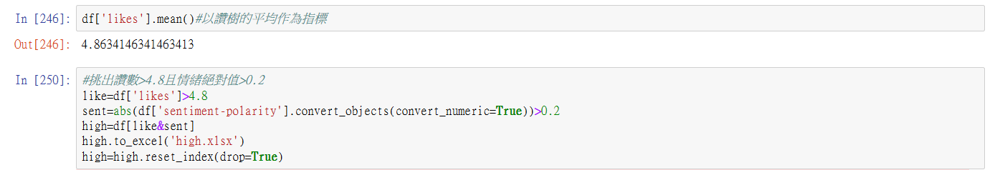 In [246]: df['likes'].mean()#以讚樹的平均作為指標
Out[246]: 4.8634146341463413
In [250]: #挑出讚數>4.8且情緒絕對值>0.2
like=df['likes']>4.8
sent=abs(df['sentiment-polarity'].convert_objects(convert_numeric=True))>0.2
high=df[like&sent]
high.to_excel('high.xlsx')
high=high.reset_index(drop=True)